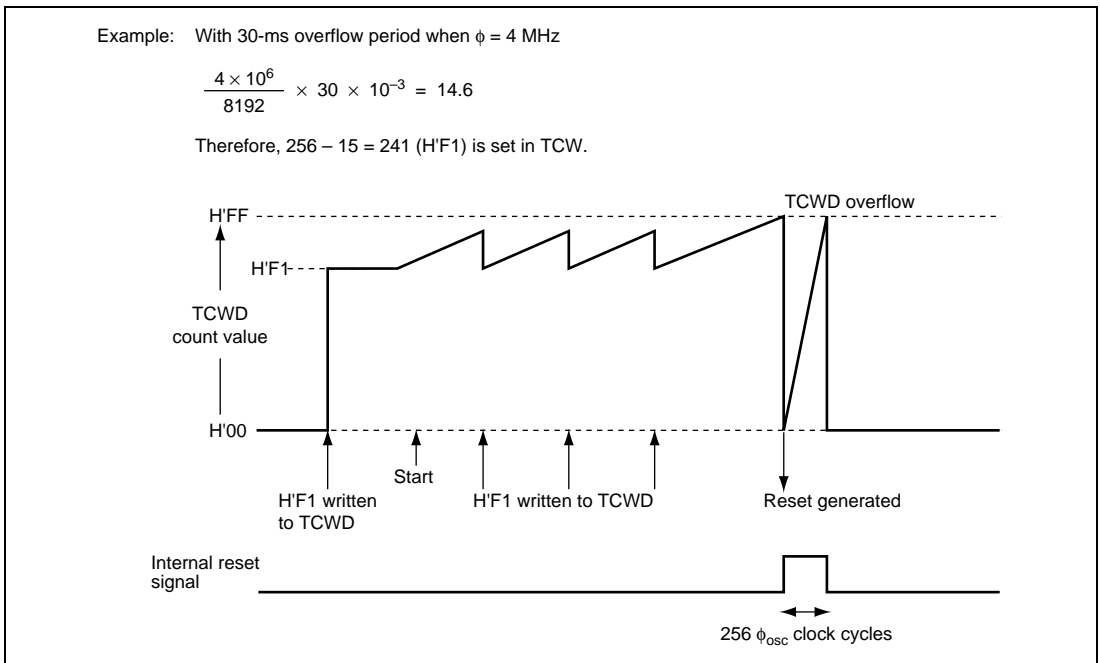 Example: With 30-ms overflow period when φ = 4 MHz
4 × 10⁶
8192
× 30 × 10⁻³ = 14.6
Therefore, 256 – 15 = 241 (H'F1) is set in TCW.
TCWD overflow
H'FF
H'F1
TCWD
count value
H'00
Start
H'F1 written
to TCWD
H'F1 written to TCWD
Reset generated
Internal reset
signal
256 φosc clock cycles